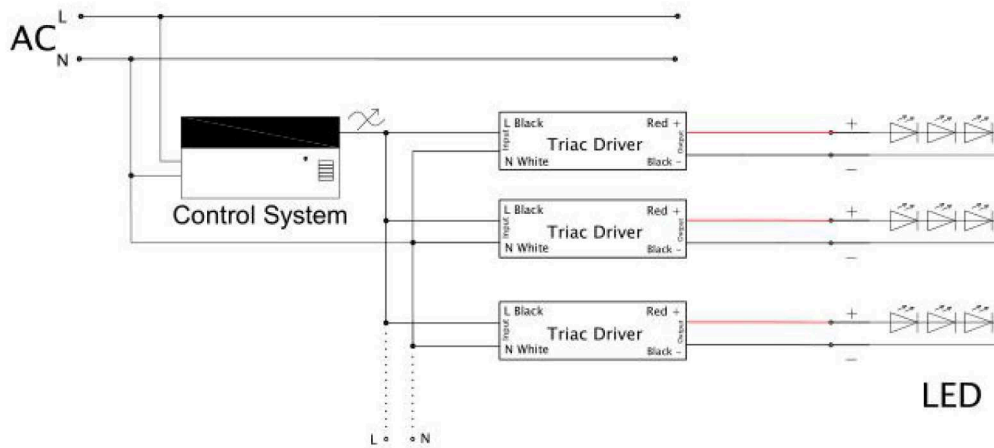 AC
L
N
Control System
L Black
Red +
Input
Triac Driver
Output
N White
Black -
+
−
L Black
Red +
Input
Triac Driver
Output
N White
Black -
+
−
L Black
Red +
Input
Triac Driver
Output
N White
Black -
+
−
LED
L
N